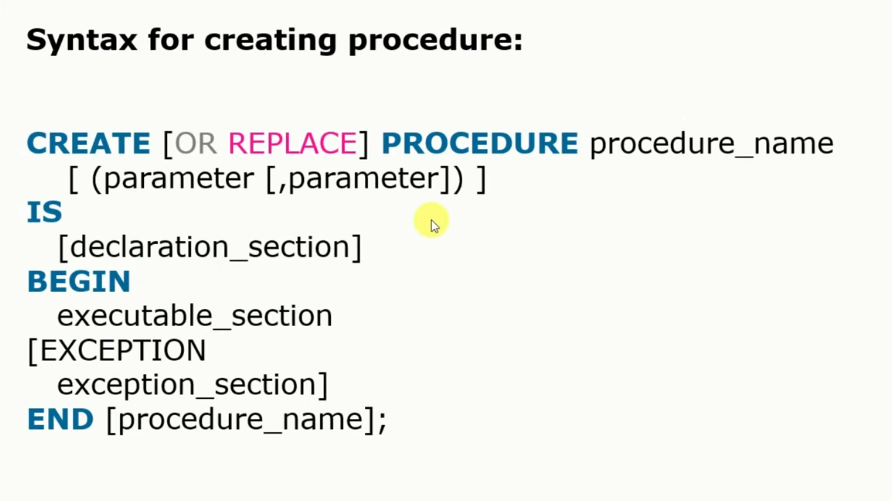 Syntax for creating procedure:
CREATE [OR REPLACE] PROCEDURE procedure_name
[ (parameter [,parameter]) ]
IS
[declaration_section]
BEGIN
executable_section
[EXCEPTION
exception_section]
END [procedure_name];